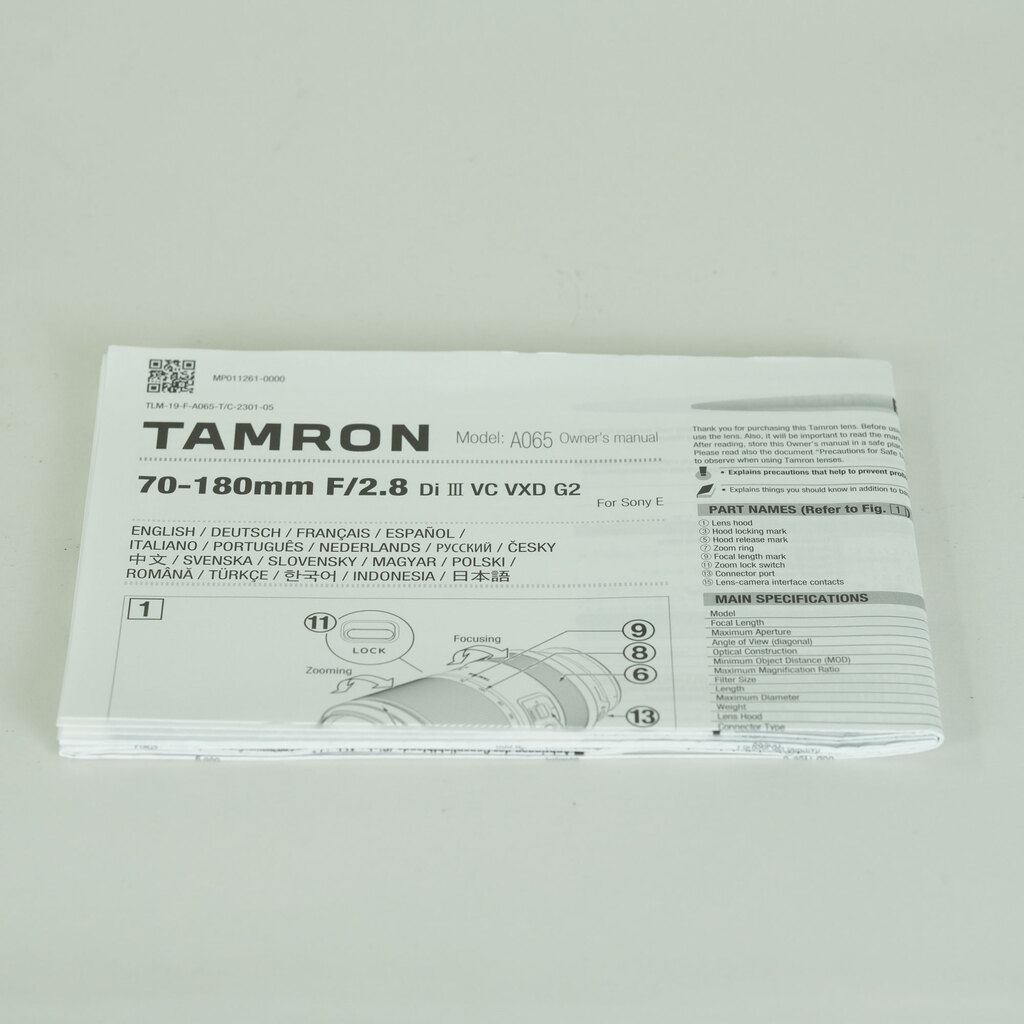 MP011261-0000
TLM-19-F-A065-T/C-2301-05
TAMRON Model: A065 Owner's manual
70-180mm F/2.8 Di III VC VXD G2
For Sony E
ENGLISH / DEUTSCH / FRANÇAIS / ESPAÑOL /
ITALIANO / PORTUGUÊS / NEDERLANDS / РУССКИЙ / ČESKY
中文 / SVENSKA / SLOVENSKY / MAGYAR / POLSKI /
ROMÂNĂ / TÜRKÇE / 한국어 / INDONESIA / 日本語
1
11
LOCK
Zooming
Focusing
9
8
6
13
Thank you for purchasing this Tamron lens. Before
use the lens. Also, it will be important to read the
After reading, store this Owner's manual in a safe
Please read also the document "Precautions for Safe
to observe when using Tamron lenses.
• Explains precautions that help to prevent
• Explains things you should know in addition to
PART NAMES (Refer to Fig. 1)
① Lens hood
③ Hood locking mark
⑤ Hood release mark
⑦ Zoom ring
⑨ Focal length mark
⑪ Zoom lock switch
⑬ Connector port
⑮ Lens-camera interface contacts
MAIN SPECIFICATIONS
Model
Focal Length
Maximum Aperture
Angle of View (diagonal)
Optical Construction
Minimum Object Distance (MOD)
Maximum Magnification Ratio
Filter Size
Length
Maximum Diameter
Weight
Lens Hood
Connector Type